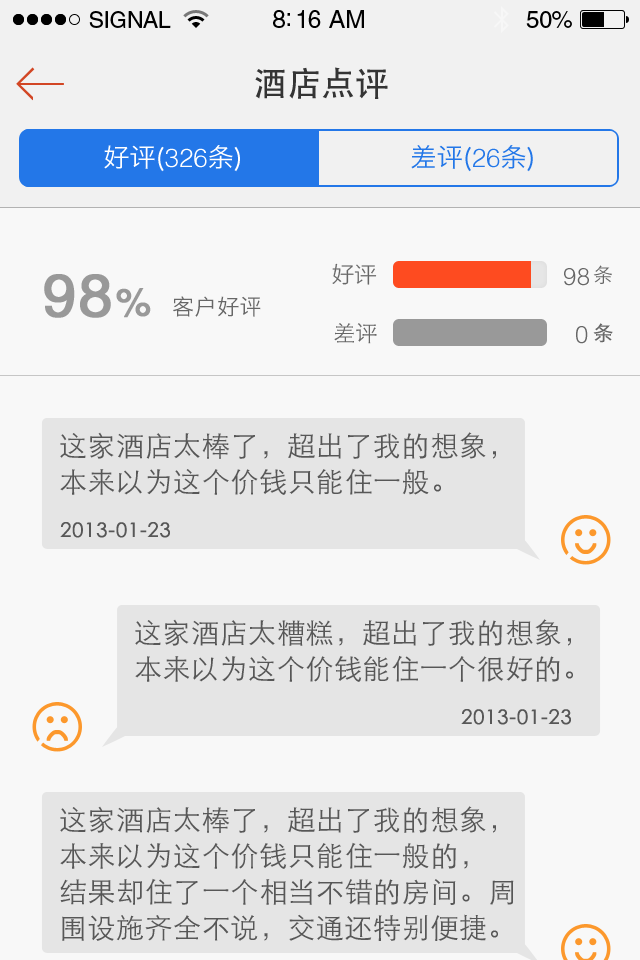 SIGNAL 8:16 AM 50%
酒店点评
好评(326条) 差评(26条)
98% 客户好评
好评 98条
差评 0条
这家酒店太棒了，超出了我的想象，
本来以为这个价钱只能住一般。
2013-01-23
这家酒店太糟糕，超出了我的想象，
本来以为这个价钱能住一个很好的。
2013-01-23
这家酒店太棒了，超出了我的想象，
本来以为这个价钱只能住一般的，
结果却住了一个相当不错的房间。周
围设施齐全不说，交通还特别便捷。